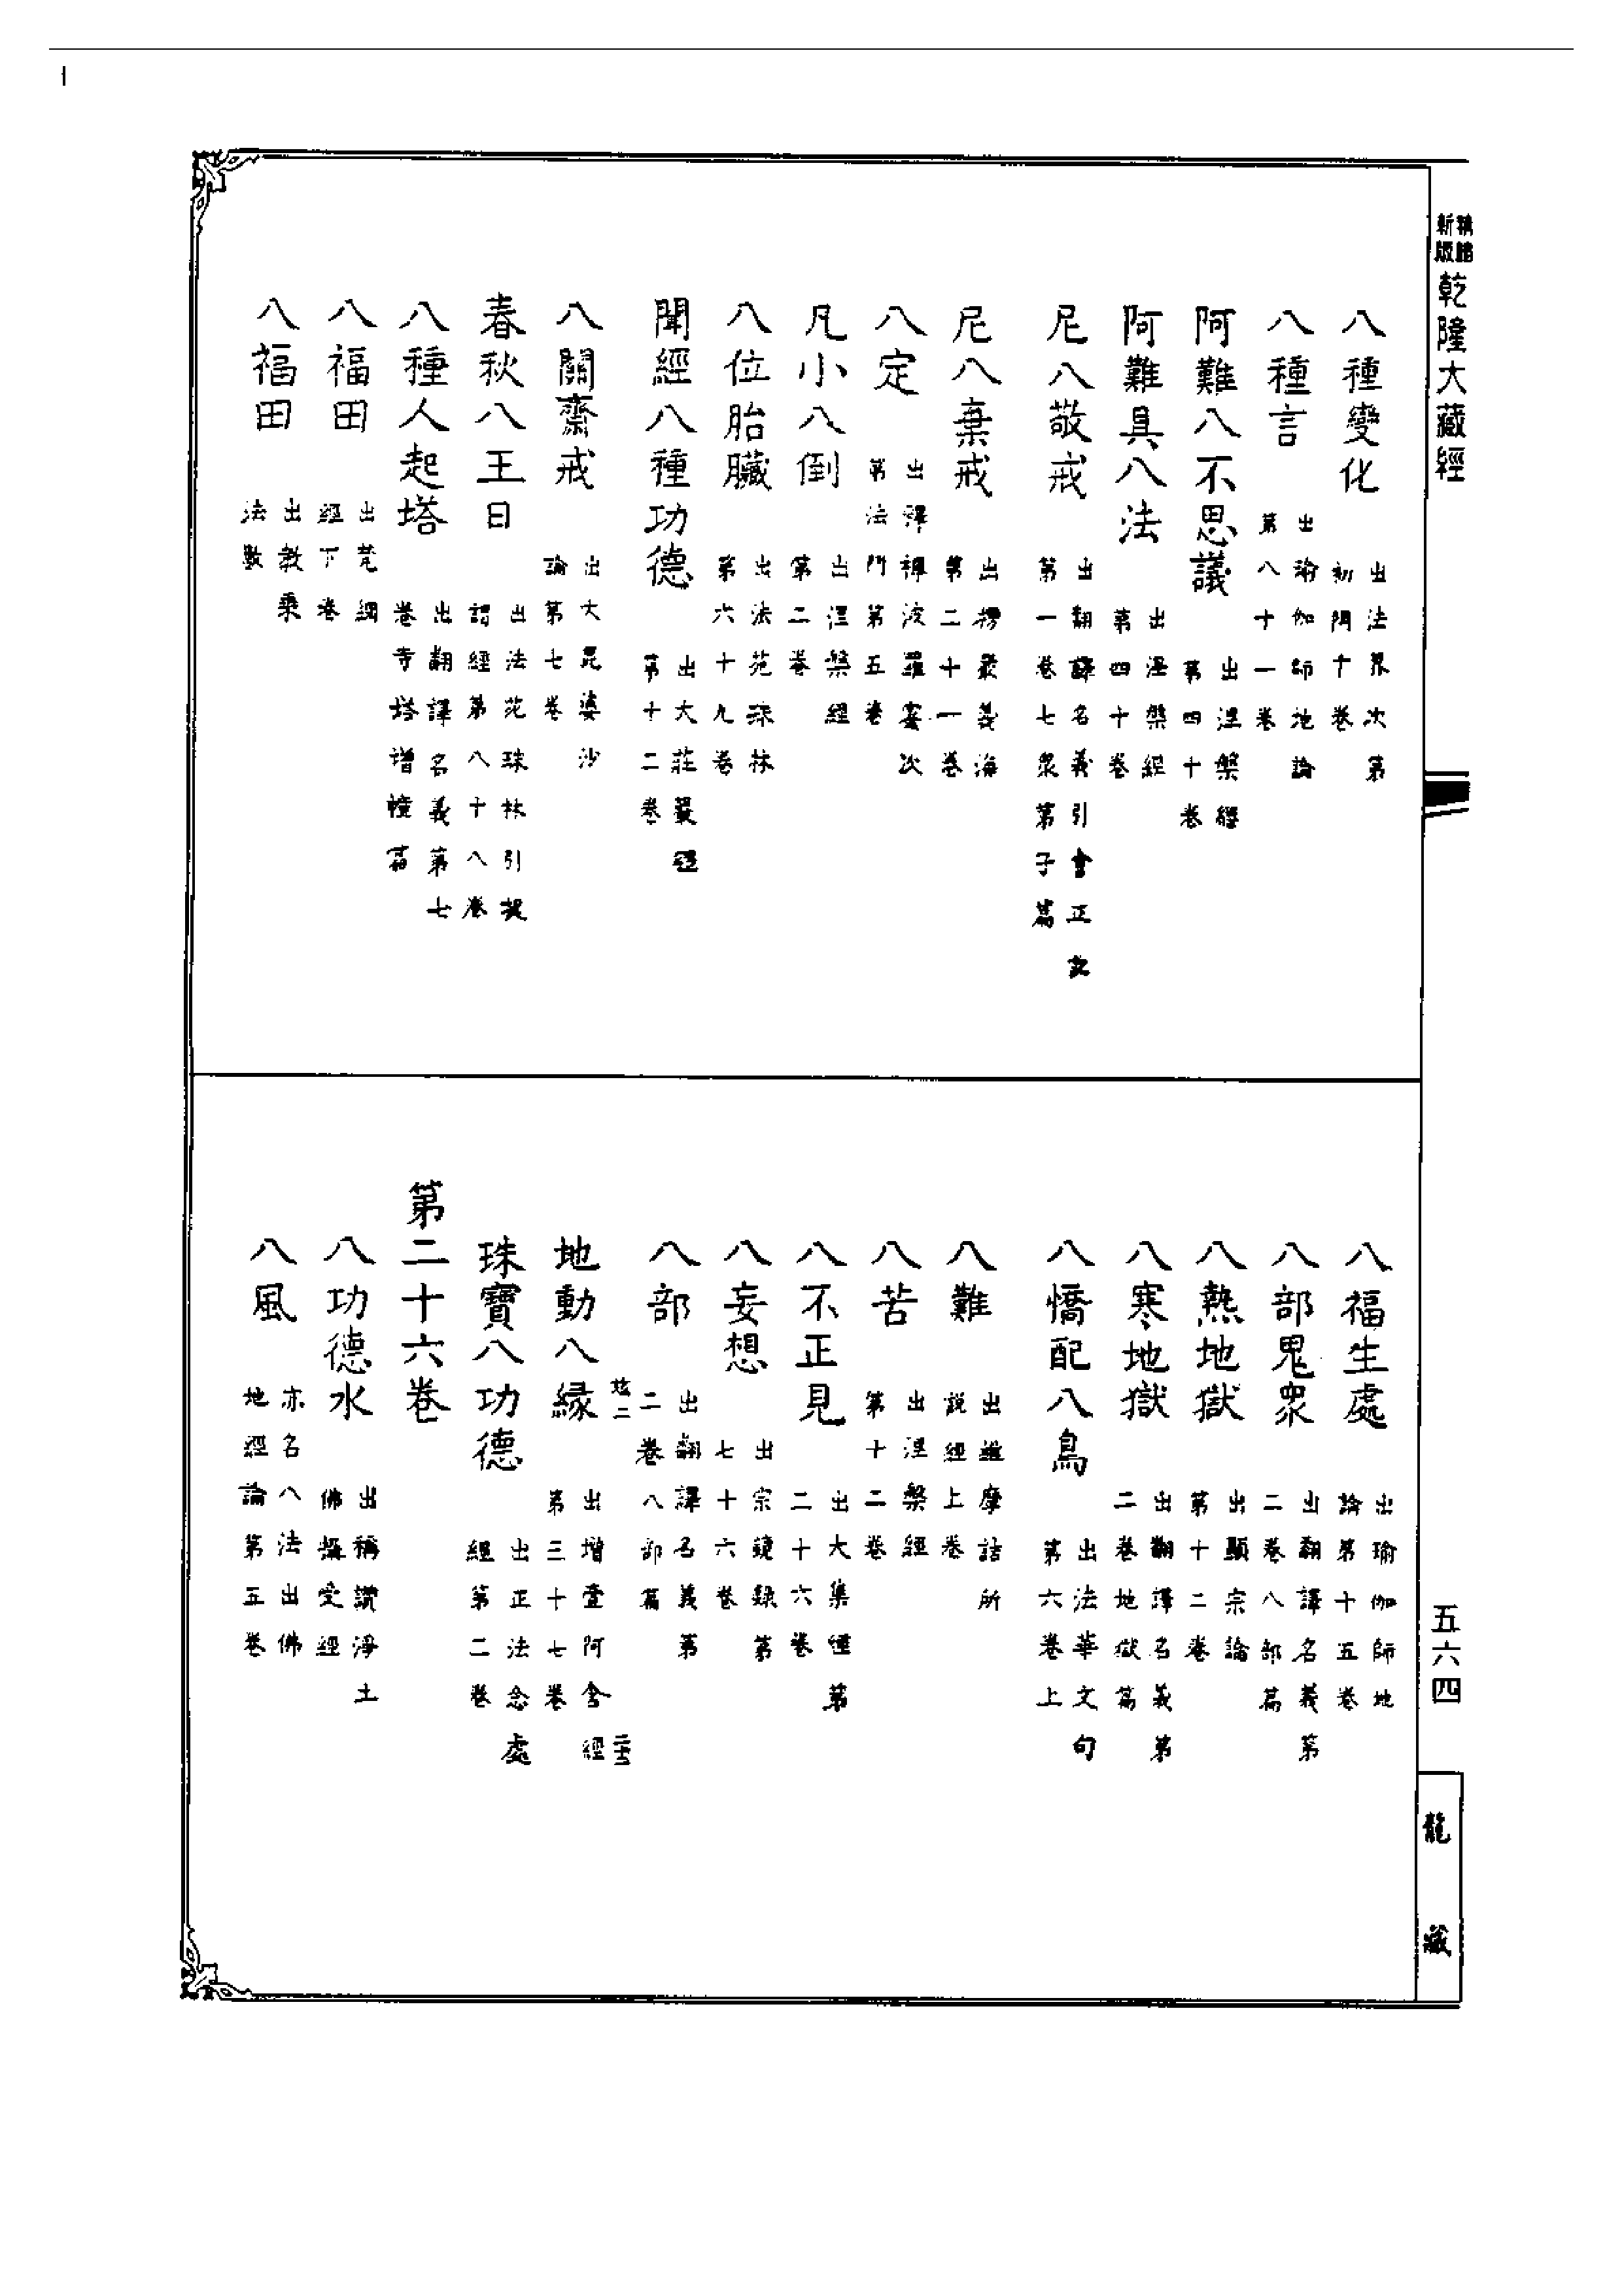 新版精縮乾隆大藏經
八種變化 出法界次第初門十卷
八種言 出瑜伽師地論第八十一卷
阿難八不思議 出涅槃經第四十卷
阿難具八法 出涅槃經第四十卷
尼八敬戒 出翻譯名義引會正記第一卷七衆第子篇
尼八棄戒 出楞嚴義海第二十一卷
八定 出釋禪波羅蜜次第法門第五卷
凡小八倒 出涅槃經第二卷
八位胎臟 出法苑珠林第六十九卷
聞經八種功德 出大莊嚴經第十二卷
八關齋戒 出大毘婆沙論第七卷
春秋八王日 出法苑珠林引提謂經第八十八卷
八種人起塔 出翻譯名義第七卷寺塔增幢篇
八福田 出梵網經下卷
八福田 出教乘法數
八福生處 出瑜伽師地論第十五卷
八部鬼衆 出翻譯名義第二卷八部篇
八熱地獄 出顯宗論第十二卷
八寒地獄 出翻譯名義第二卷地獄篇
八憍配八鳥 出法華文句第六卷上
八難 出維摩詰所説經上卷
八苦 出涅槃經第十二卷
八不正見 出大集經第二十六卷
八妄想 出宗鏡錄第七十六卷
八部 出翻譯名義第二卷八部篇
地動八緣 出增壹阿含經第三十七卷
珠寶八功德 出正法念處經第二卷
第二十六卷
八功德水 出稱讚淨土佛攝受經
八風 亦名八法出佛地經論第五卷
五六四
龍藏